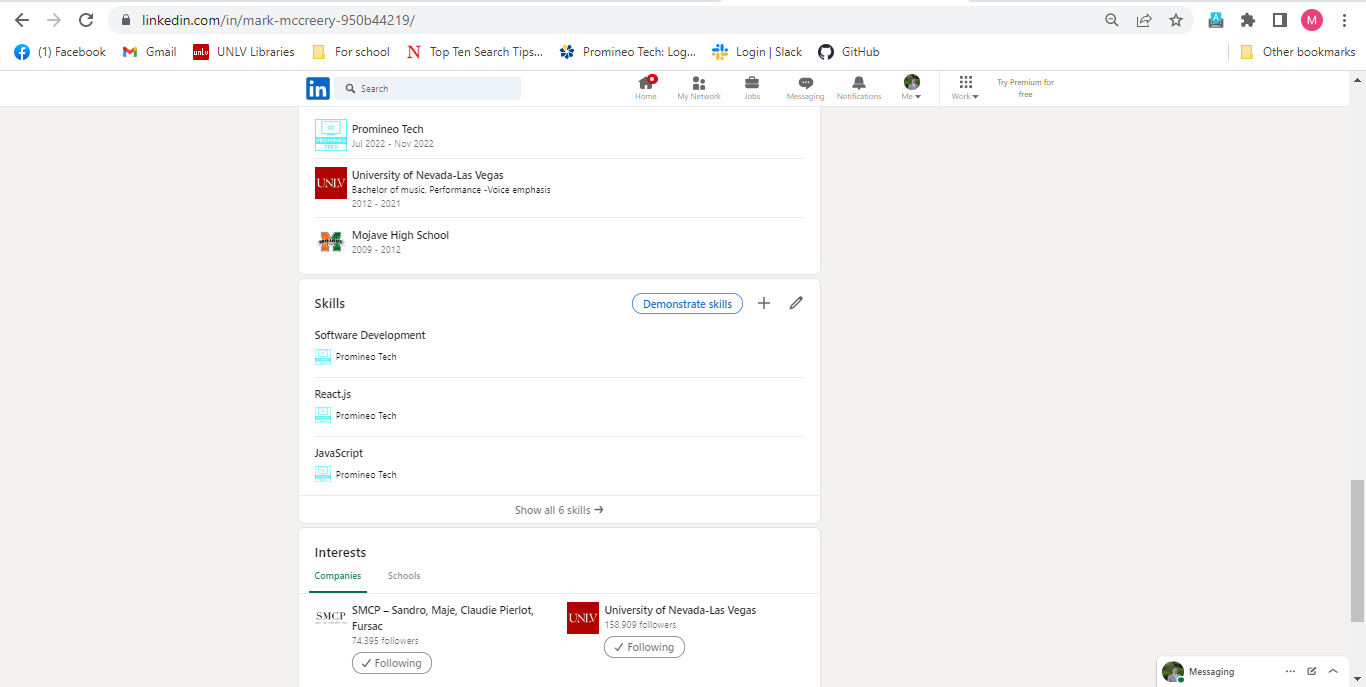 linkedin.com/in/mark-mccreery-950b44219/
M
(1) Facebook
Gmail
UNLV Libraries
For school
Top Ten Search Tips...
Promineo Tech: Log...
Login | Slack
GitHub
Other bookmarks
in
Search
Home
My Network
Jobs
Messaging
Notifications
Me
Work
Try Premium for
free
Promineo Tech
Jul 2022 - Nov 2022
UNLV
University of Nevada-Las Vegas
Bachelor of music, Performance -Voice emphasis
2012 - 2021
Mojave High School
2009 - 2012
Skills
Demonstrate skills
Software Development
Promineo Tech
React.js
Promineo Tech
JavaScript
Promineo Tech
Show all 6 skills
Interests
Companies
Schools
SMCP
SMCP – Sandro, Maje, Claudie Pierlot,
Fursac
74,395 followers
Following
UNLV
University of Nevada-Las Vegas
158,909 followers
Following
Messaging